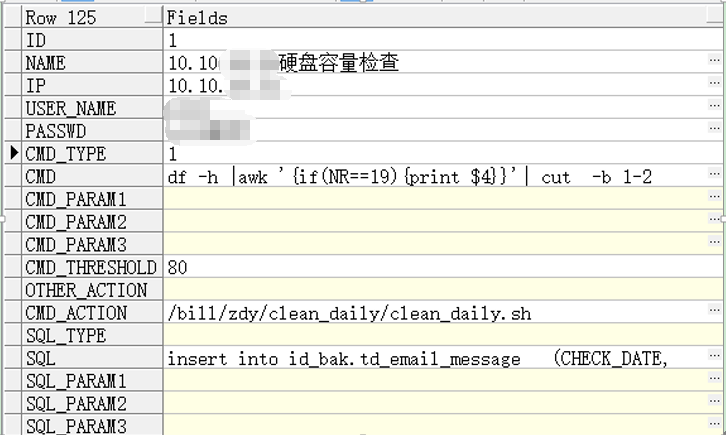 Row 125 Fields
ID 1
NAME 10.10 硬盘容量检查
IP 10.10.
USER_NAME
PASSWD
CMD_TYPE 1
CMD df -h |awk '{if(NR==19){print $4}}'| cut -b 1-2
CMD_PARAM1
CMD_PARAM2
CMD_PARAM3
CMD_THRESHOLD 80
OTHER_ACTION
CMD_ACTION /bill/zdy/clean_daily/clean_daily.sh
SQL_TYPE
SQL insert into id_bak.td_email_message (CHECK_DATE,
SQL_PARAM1
SQL_PARAM2
SQL_PARAM3